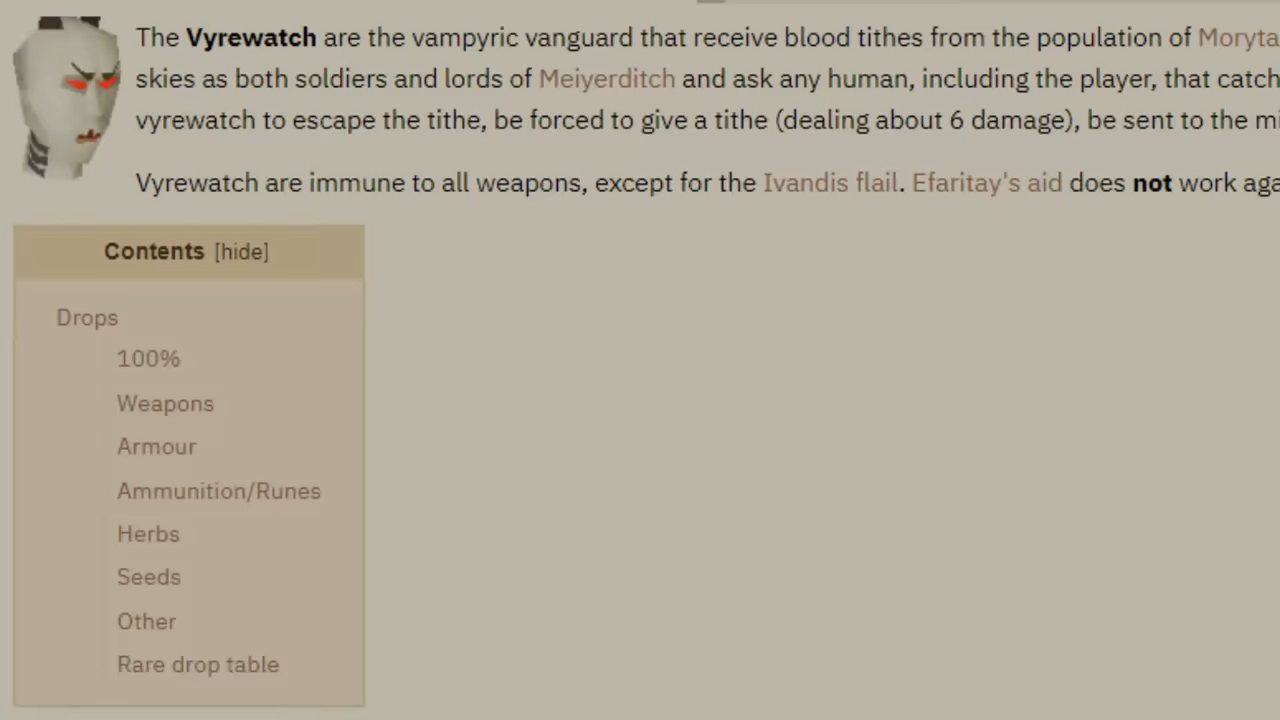 The Vyrewatch are the vampyric vanguard that receive blood tithes from the population of Moryta
skies as both soldiers and lords of Meiyerditch and ask any human, including the player, that catch
vyrewatch to escape the tithe, be forced to give a tithe (dealing about 6 damage), be sent to the mi
Vyrewatch are immune to all weapons, except for the Ivandis flail. Efaritay's aid does not work aga
Contents [hide]
Drops
100%
Weapons
Armour
Ammunition/Runes
Herbs
Seeds
Other
Rare drop table